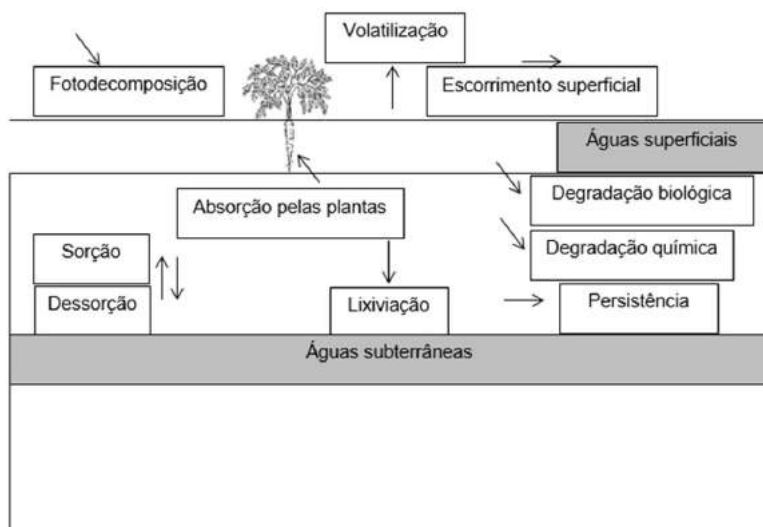 Volatilização
Fotodecomposição
Escorrimento superficial
Águas superficiais
Absorção pelas plantas
Degradação biológica
Sorção
Degradação química
Dessorção
Lixiviação
Persistência
Águas subterrâneas